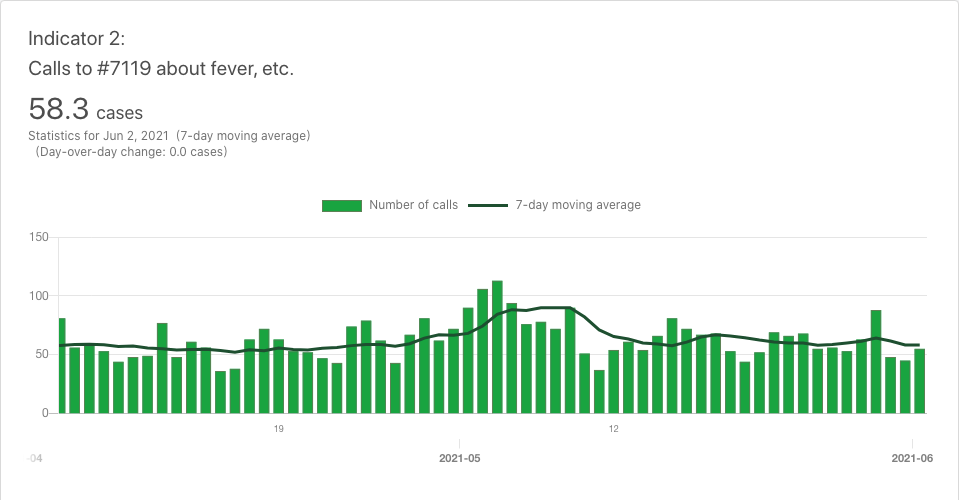 Indicator 2:
Calls to #7119 about fever, etc.
58.3 cases
Statistics for Jun 2, 2021 (7-day moving average)
(Day-over-day change: 0.0 cases)
Number of calls 7-day moving average
150
100
50
0
19 12
-04 2021-05 2021-06